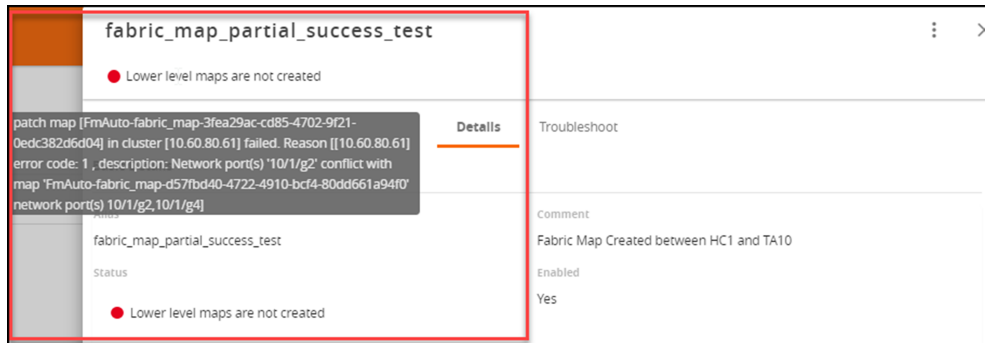 fabric_map_partial_success_test
Lower level maps are not created
patch map [FmAuto-fabric_map-3fea29ac-cd85-4702-9f21-
0edc382d6d04] in cluster [10.60.80.61] failed. Reason [[10.60.80.61]
error code: 1 , description: Network port(s) '10/1/g2' conflict with
map 'FmAuto-fabric_map-d57fbd40-4722-4910-bcf4-80dd661a94f0'
network port(s) 10/1/g2,10/1/g4]
Details
Troubleshoot
Alias
fabric_map_partial_success_test
Comment
Fabric Map Created between HC1 and TA10
Status
Lower level maps are not created
Enabled
Yes